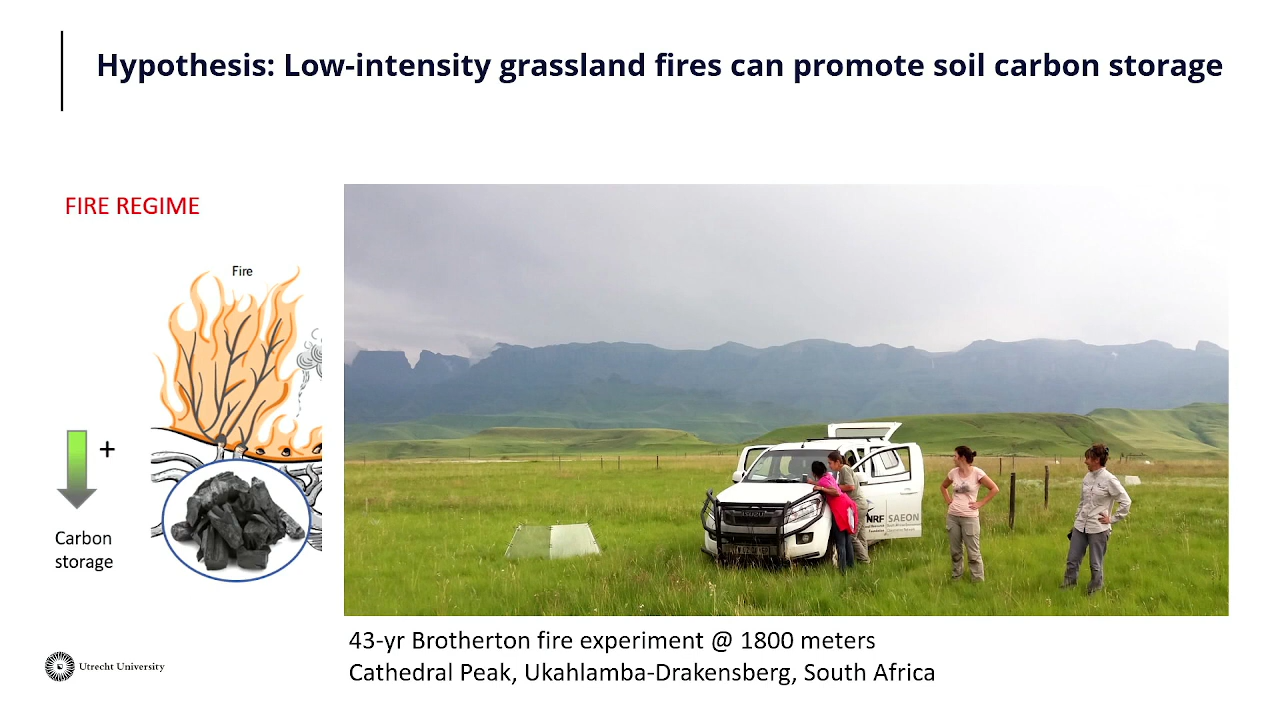 Hypothesis: Low-intensity grassland fires can promote soil carbon storage
FIRE REGIME
Fire
+
Carbon
storage
NRF SAEON
43-yr Brotherton fire experiment @ 1800 meters
Cathedral Peak, Ukahlamba-Drakensberg, South Africa
Utrecht University